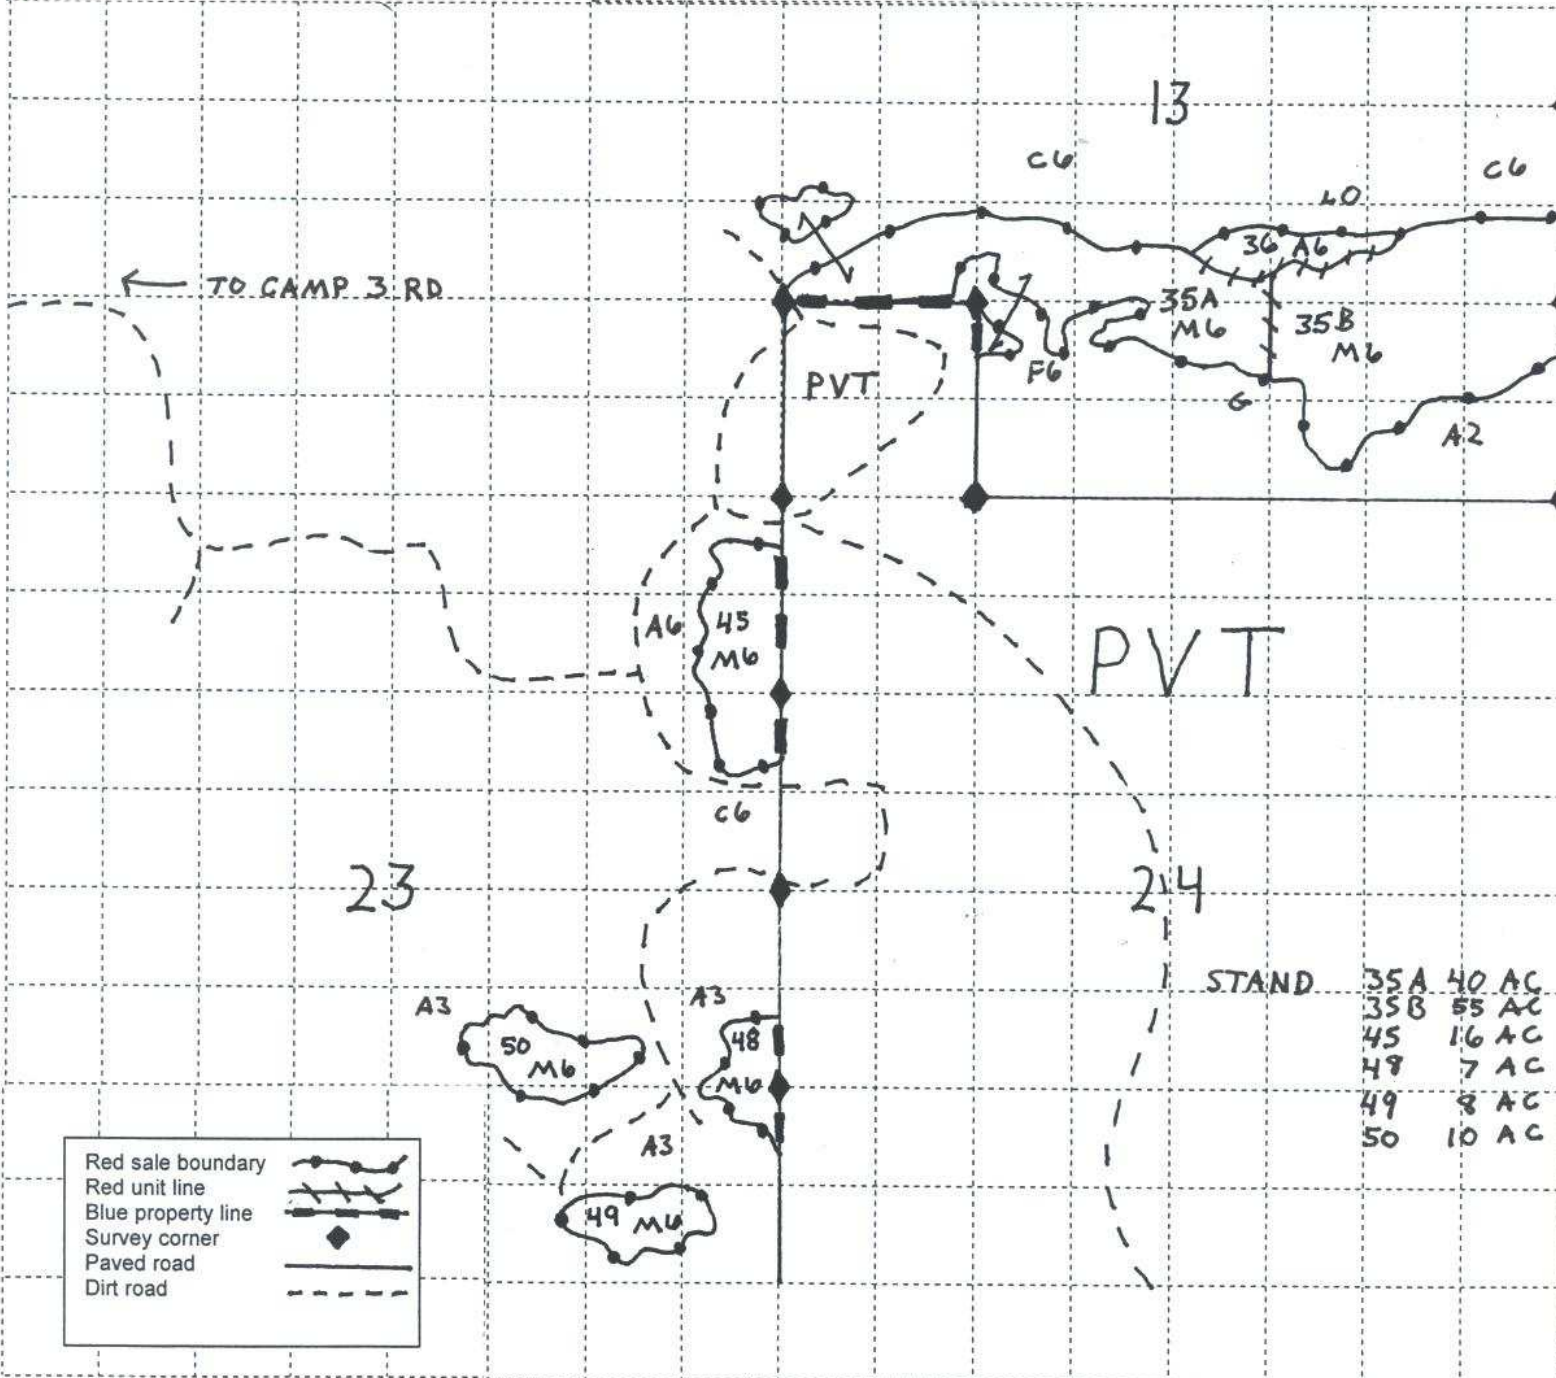 13
C6
C6
LO
36 A6
← TO CAMP 3 RD
35A
M6
35B
M6
PVT
F6
G
A2
A6
45
M6
PVT
C6
23
24
STAND 35A 40 AC
35B 55 AC
45 16 AC
48 7 AC
49 8 AC
50 10 AC
A3
A3
50
M6
48
M6
A3
49 M6
Red sale boundary
Red unit line
Blue property line
Survey corner
Paved road
Dirt road